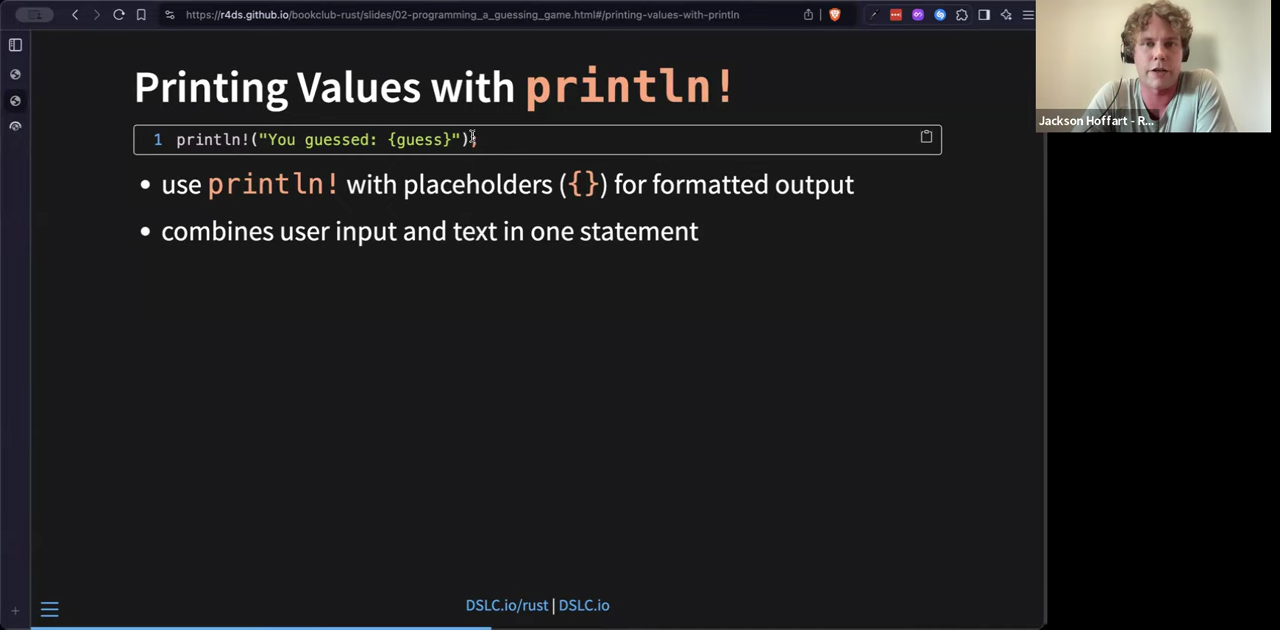 https://r4ds.github.io/bookclub-rust/slides/02-programming_a_guessing_game.html#/printing-values-with-println
Jackson Hoffart - R...
Printing Values with println!
1 println!("You guessed: {guess}");
• use println! with placeholders ({}) for formatted output
• combines user input and text in one statement
DSLC.io/rust | DSLC.io